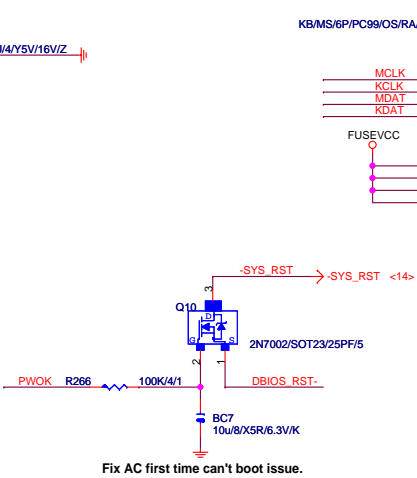 KB/MS/6P/PC99/OS/RA/
/4/Y5V/16V/Z
MCLK
KCLK
MDAT
KDAT
FUSEVCC
-SYS_RST
-SYS_RST <14>
3
Q10
D
G
S
2N7002/SOT23/25PF/5
2
1
PWOK R266 100K/4/1 DBIOS_RST-
BC7
10u/8/X5R/6.3V/K
Fix AC first time can't boot issue.